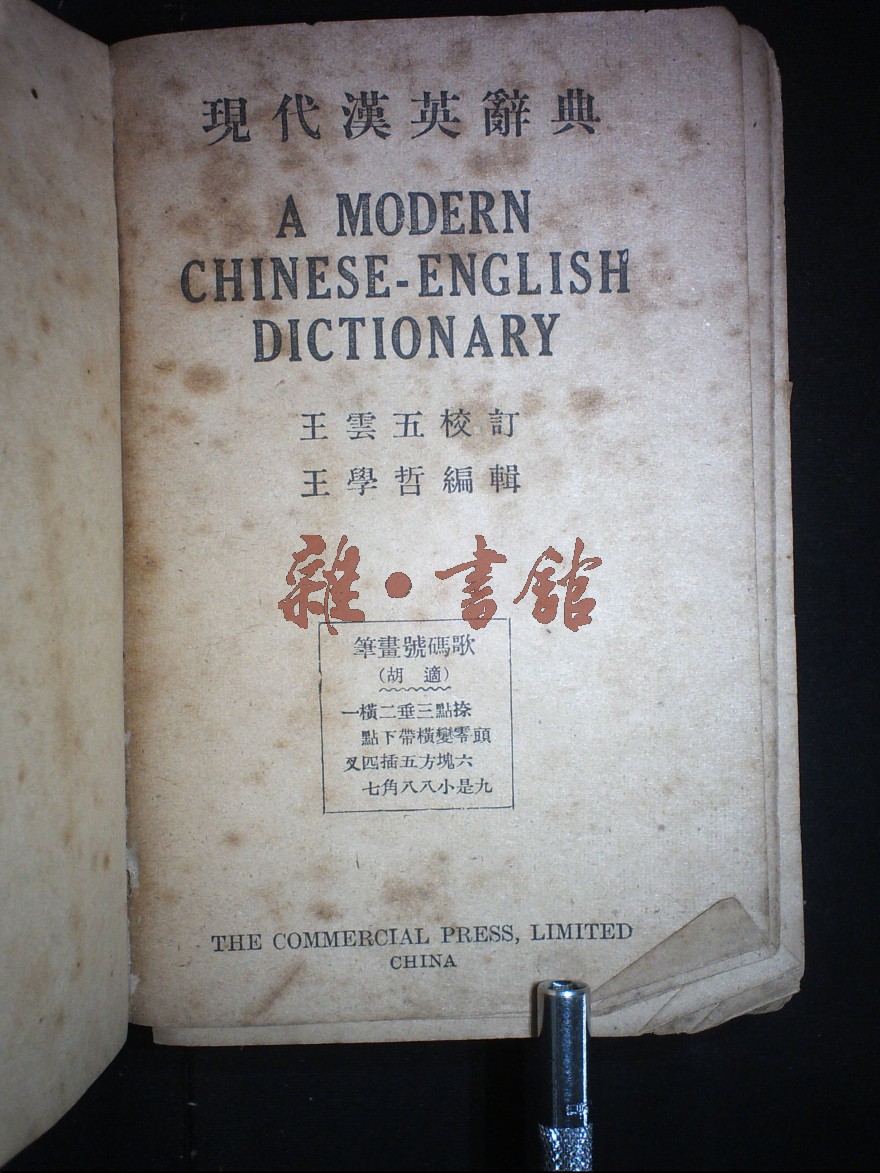 現代漢英辭典
A MODERN
CHINESE-ENGLISH
DICTIONARY
王雲五校訂
王學哲編輯
雜·書館
筆畫號碼歌
(胡適)
一橫二垂三點捺
點下帶橫變零頭
叉四插五方塊六
七角八八小是九
THE COMMERCIAL PRESS, LIMITED
CHINA